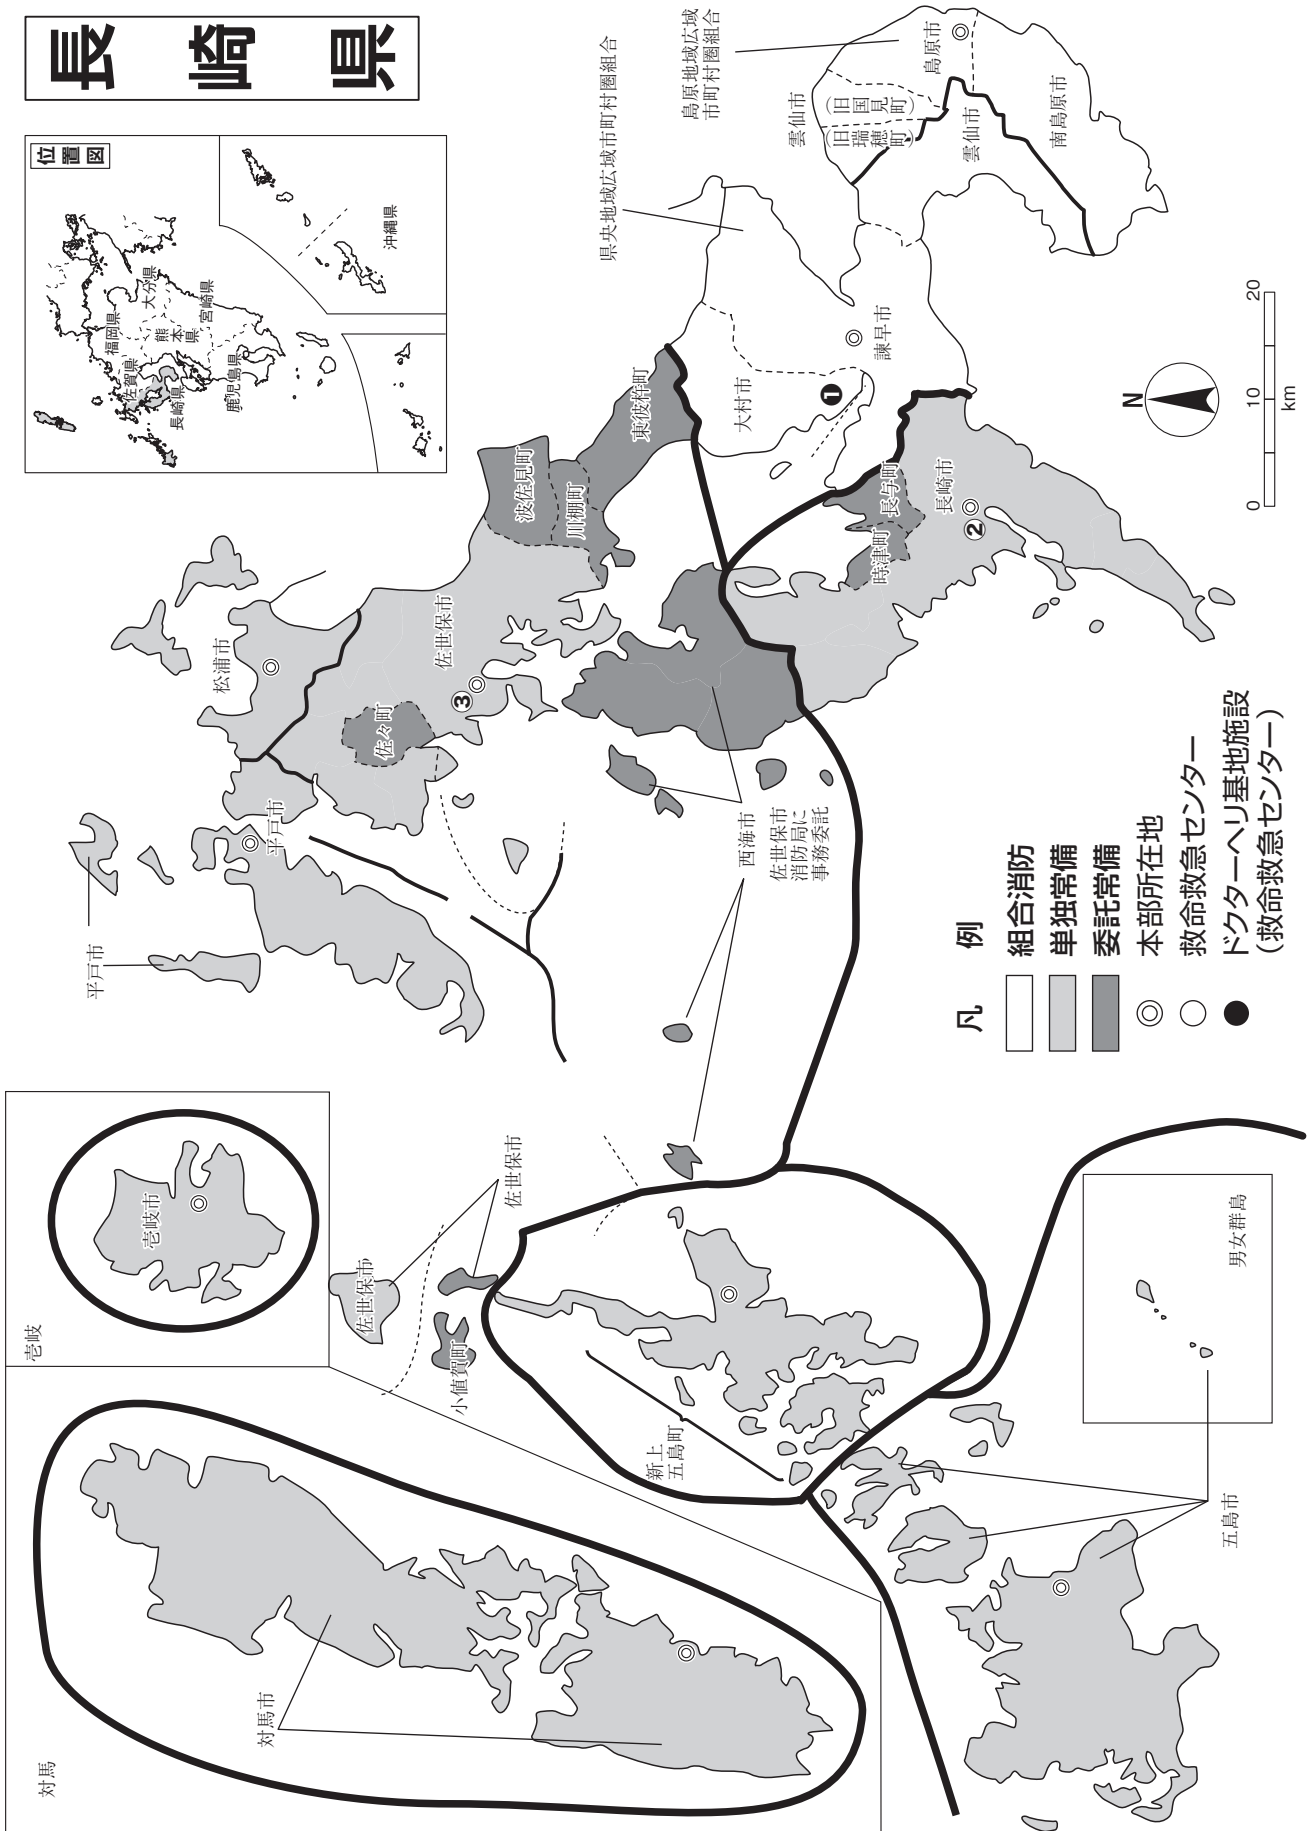 長崎県
位置図
福岡県
佐賀県
長崎県
大分県
熊本県
宮崎県
鹿児島県
沖縄県
県央地域広域市町村圏組合
島原地域広域
市町村圏組合
雲仙市
(旧国見町)
(旧瑞穂町)
島原市
雲仙市
南島原市
諫早市
大村市
1
東彼杵町
波佐見町
川棚町
長与町
時津町
長崎市
2
松浦市
佐世保市
3
佐々町
平戸市
平戸市
西海市
佐世保市
消防局に
事務委託
壱岐
壱岐市
佐世保市
佐世保市
小値賀町
新上
五島町
対馬
対馬市
五島市
男女群島
凡例
組合消防
単独常備
委託常備
本部所在地
救命救急センター
ドクターヘリ基地施設
(救命救急センター)
N
0 10 20
km